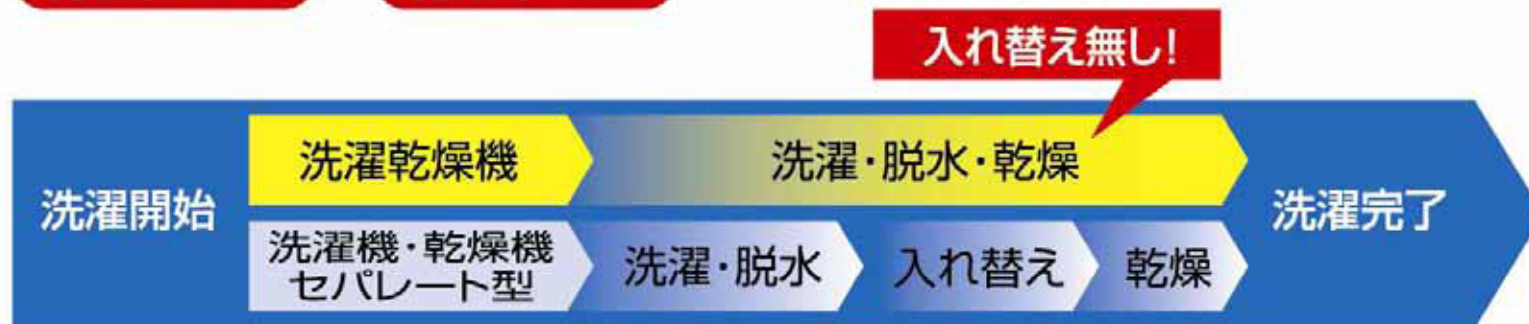 入れ替え無し!
洗濯開始
洗濯乾燥機
洗濯・脱水・乾燥
洗濯機・乾燥機
セパレート型
洗濯・脱水
入れ替え
乾燥
洗濯完了